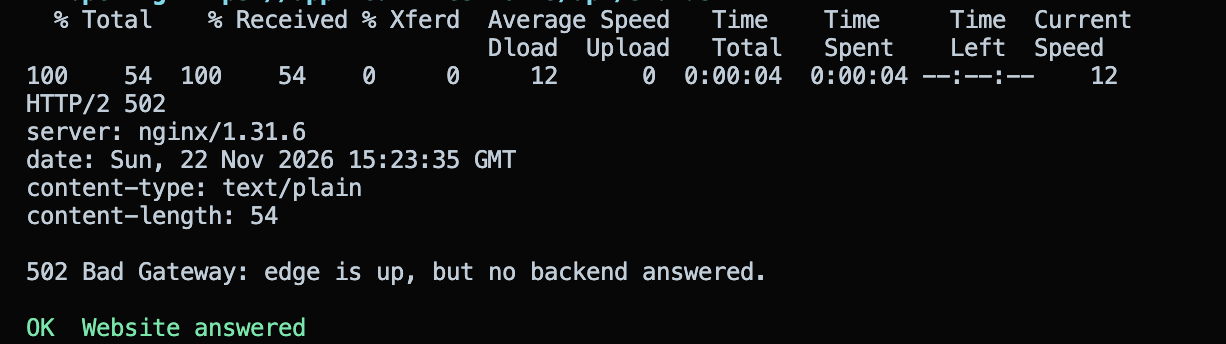 % Total % Received % Xferd Average Speed Time Time Time Current
Dload Upload Total Spent Left Speed
100 54 100 54 0 0 12 0 0:00:04 0:00:04 --:--:-- 12
HTTP/2 502
server: nginx/1.31.6
date: Sun, 22 Nov 2026 15:23:35 GMT
content-type: text/plain
content-length: 54
502 Bad Gateway: edge is up, but no backend answered.
OK Website answered